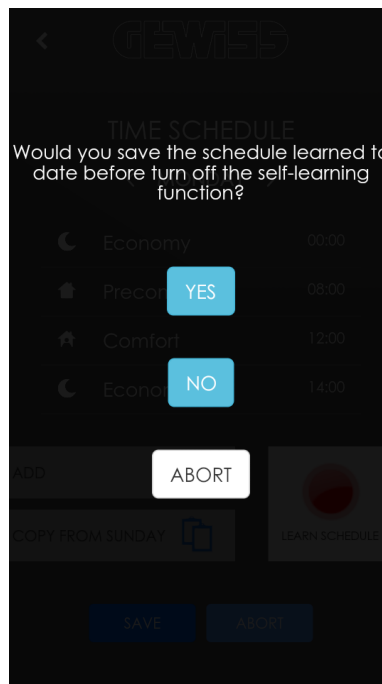 GEWISS
TIME SCHEDULE
Would you save the schedule learned to
date before turn off the self-learning
function?
Economy 00:00
YES
08:00
Comfort 12:00
NO
14:00
ABORT
ADD
COPY FROM SUNDAY
LEARN SCHEDULE
SAVE ABORT